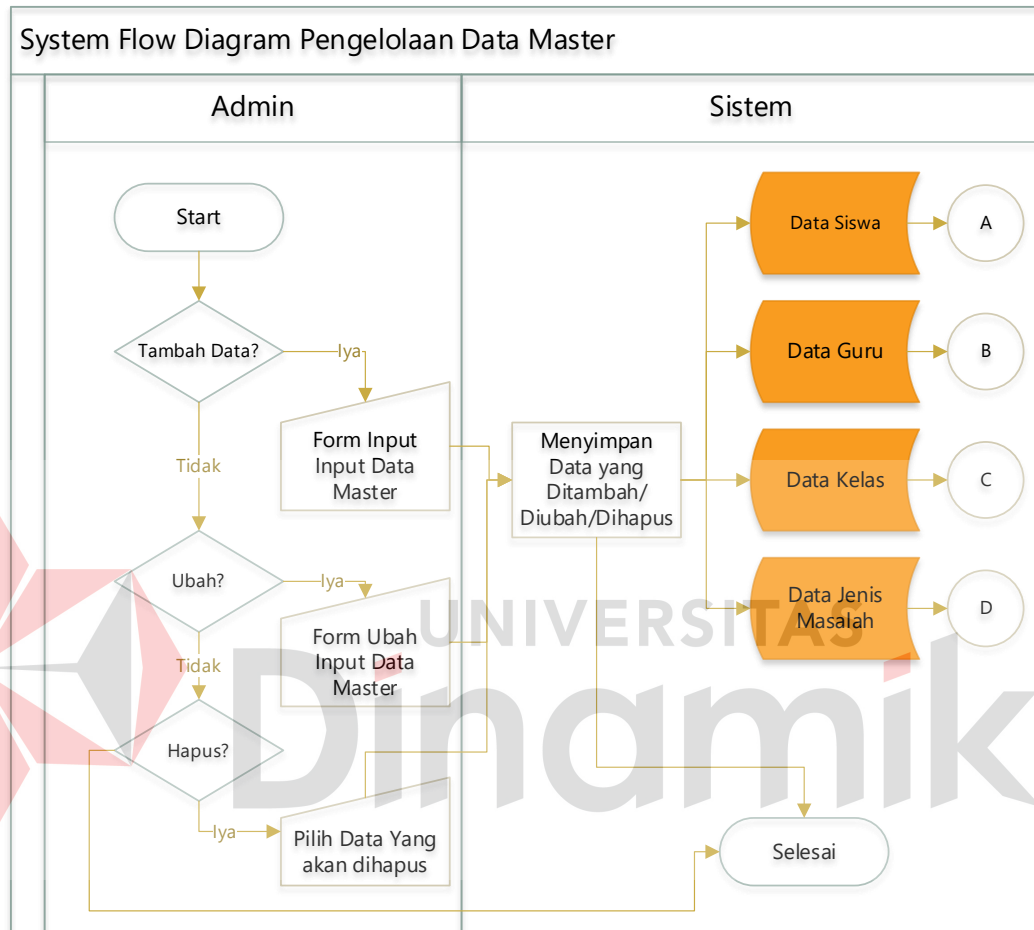 System Flow Diagram Pengelolaan Data Master
Admin
Sistem
Start
Data Siswa
A
Tambah Data?
Iya
Data Guru
B
Form Input
Input Data
Master
Tidak
Menyimpan
Data yang
Ditambah/
Diubah/Dihapus
Data Kelas
C
Ubah?
Iya
Form Ubah
Input Data
Master
Data Jenis
Masalah
D
UNIVERSITAS
Dinamika
Tidak
Hapus?
Iya
Pilih Data Yang
akan dihapus
Selesai